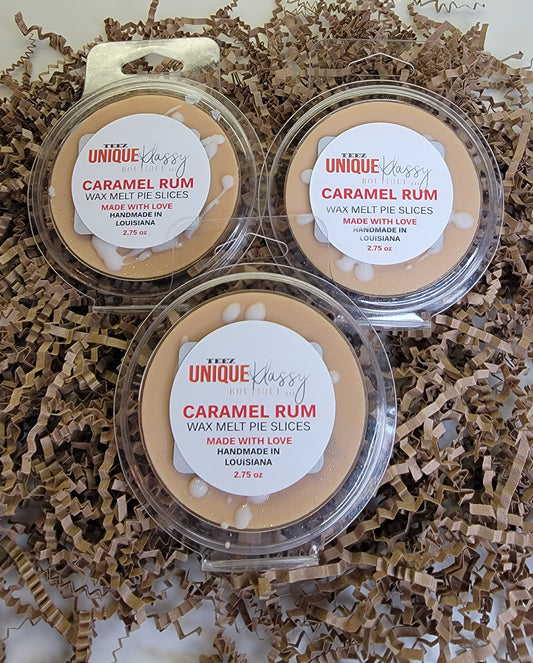 TEEZ
UNIQUE Klassy
BOUTIQUE LLC
CARAMEL RUM
WAX MELT PIE SLICES
MADE WITH LOVE
HANDMADE IN
LOUISIANA
2.75 oz
TEEZ
UNIQUE Klassy
BOUTIQUE LLC
CARAMEL RUM
WAX MELT PIE SLICES
MADE WITH LOVE
HANDMADE IN
LOUISIANA
2.75 oz
TEEZ
UNIQUE Klassy
BOUTIQUE LLC
CARAMEL RUM
WAX MELT PIE SLICES
MADE WITH LOVE
HANDMADE IN
LOUISIANA
2.75 oz